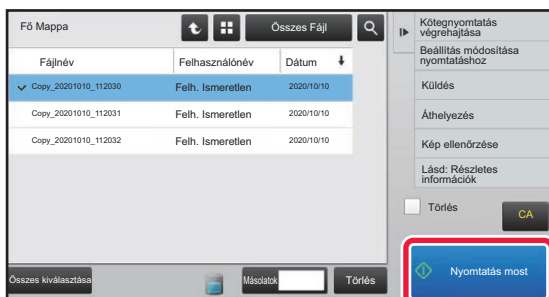 Fő Mappa
Összes Fájl
Fájlnév Felhasználónév Dátum
Copy_20201010_112030 Felh. Ismeretlen 2020/10/10
Copy_20201010_112031 Felh. Ismeretlen 2020/10/10
Copy_20201010_112032 Felh. Ismeretlen 2020/10/10
Összes kiválasztása
Másolatok
Törlés
Kötegnyomtatás
végrehajtása
Beállítás módosítása
nyomtatáshoz
Küldés
Áthelyezés
Kép ellenőrzése
Lásd: Részletes
információk
Törlés
CA
Nyomtatás most